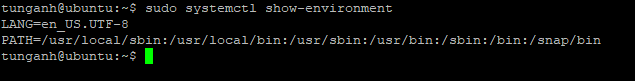 tunganh@ubuntu:~$ sudo systemctl show-environment
LANG=en_US.UTF-8
PATH=/usr/local/sbin:/usr/local/bin:/usr/sbin:/usr/bin:/sbin:/bin:/snap/bin
tunganh@ubuntu:~$